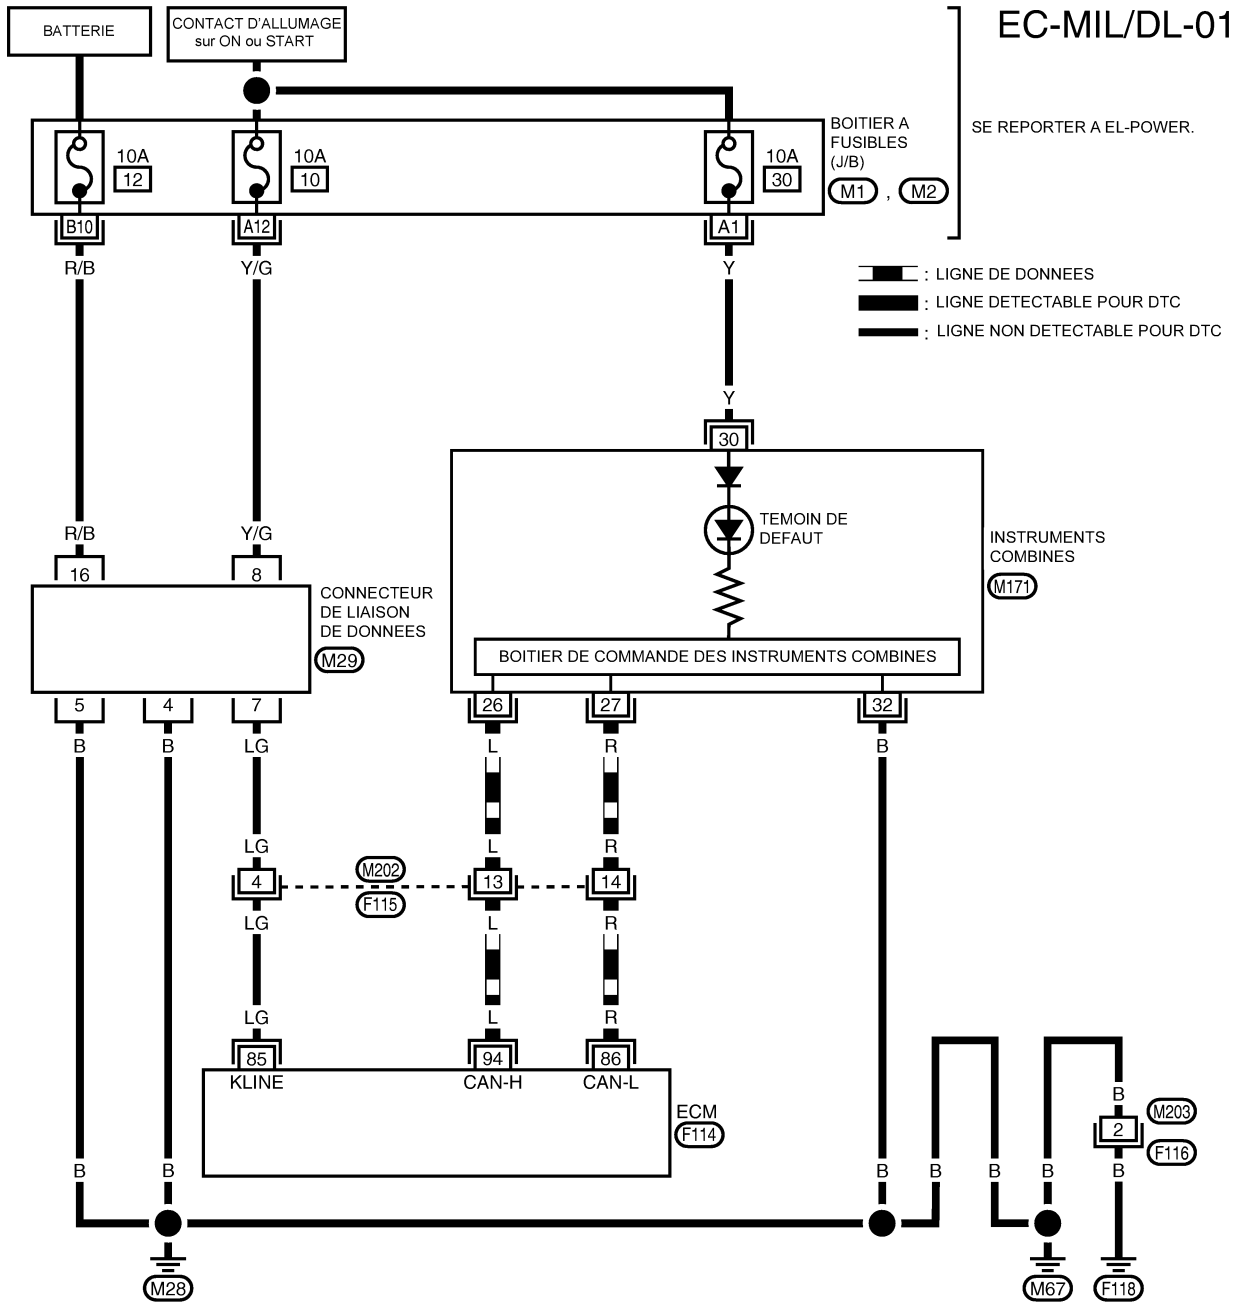 EC-MIL/DL-01
BATTERIE
CONTACT D'ALLUMAGE
sur ON ou START
SE REPORTER A EL-POWER.
BOITIER A
FUSIBLES
(J/B)
M1 , M2
10A
12
10A
10
10A
30
B10
A12
A1
R/B
Y/G
Y
: LIGNE DE DONNEES
: LIGNE DETECTABLE POUR DTC
: LIGNE NON DETECTABLE POUR DTC
Y
30
R/B
Y/G
16
8
TEMOIN DE
DEFAUT
INSTRUMENTS
COMBINES
M171
CONNECTEUR
DE LIAISON
DE DONNEES
M29
BOITIER DE COMMANDE DES INSTRUMENTS COMBINES
5
4
7
26
27
32
B
B
LG
L
R
B
LG
L
R
4
M202
F115
13
14
LG
L
R
LG
L
R
85
94
86
KLINE
CAN-H
CAN-L
ECM
F114
B
2
M203
F116
B
B
B
B
B
B
B
M28
M67
F118